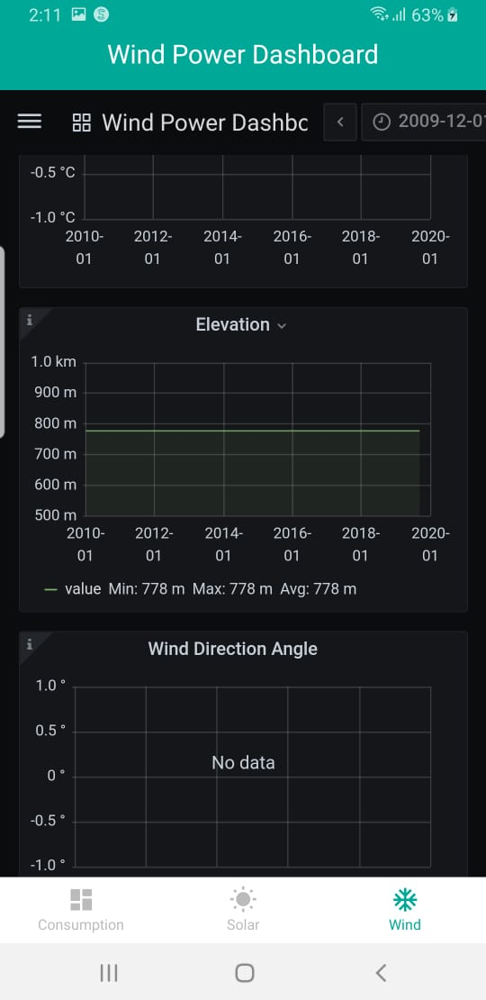 2:11 63%
Wind Power Dashboard
Wind Power Dashbc 2009-12-01
-0.5 °C
-1.0 °C
2010-01 2012-01 2014-01 2016-01 2018-01 2020-01
Elevation
1.0 km
900 m
800 m
700 m
600 m
500 m
2010-01 2012-01 2014-01 2016-01 2018-01 2020-01
value Min: 778 m Max: 778 m Avg: 778 m
Wind Direction Angle
1.0 °
0.5 °
No data
0 °
-0.5 °
-1.0 °
Consumption Solar Wind